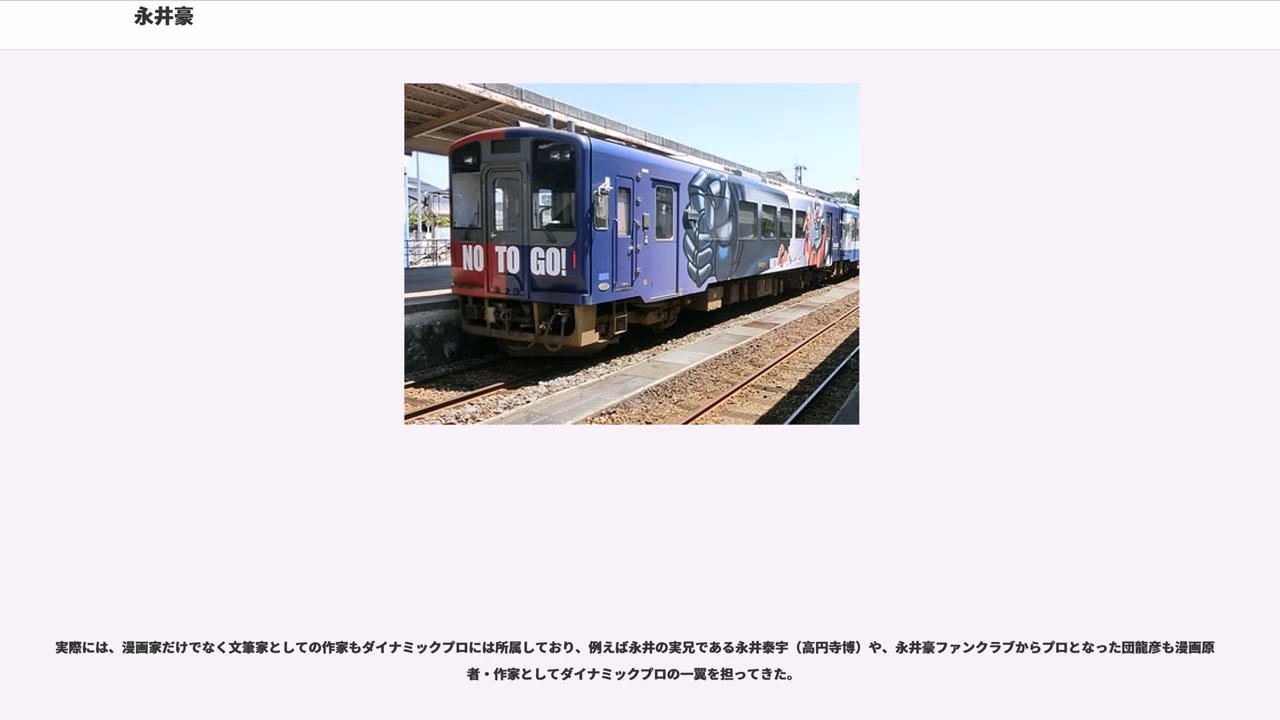 永井豪
NO TO GO!
実際には、漫画家だけでなく文筆家としての作家もダイナミックプロには所属しており、例えば永井の実兄である永井泰宇（高円寺博）や、永井豪ファンクラブからプロとなった団龍彦も漫画原
者・作家としてダイナミックプロの一翼を担ってきた。